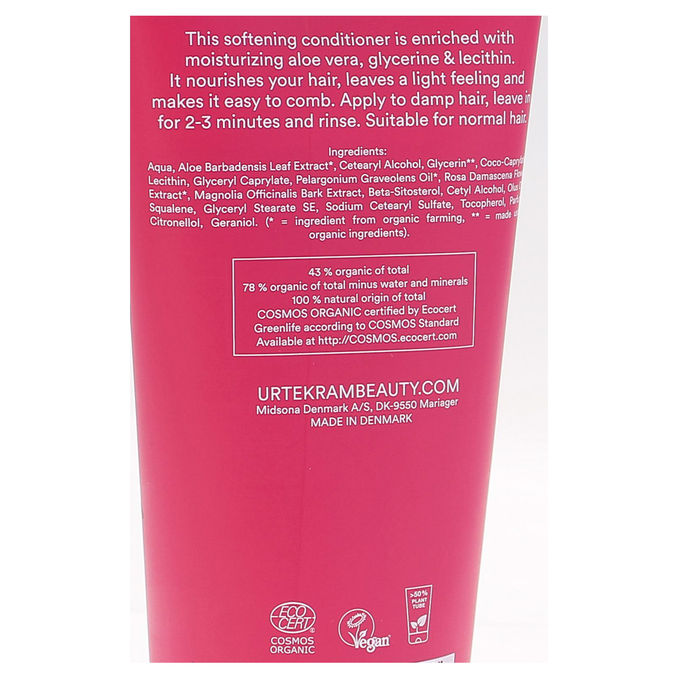 This softening conditioner is enriched with
moisturizing aloe vera, glycerine & lecithin.
It nourishes your hair, leaves a light feeling and
makes it easy to comb. Apply to damp hair, leave in
for 2-3 minutes and rinse. Suitable for normal hair.
Ingredients:
Aqua, Aloe Barbadensis Leaf Extract*, Cetearyl Alcohol, Glycerin**,
Lecithin, Glyceryl Caprylate, Pelargonium Graveolens Oil*, Rosa Damascena
Extract*, Magnolia Officinalis Bark Extract, Beta-Sitosterol, Cetyl Alcohol,
Squalene, Glyceryl Stearate SE, Sodium Cetearyl Sulfate, Tocopherol,
Citronellol, Geraniol. (* = ingredient from organic farming, ** = made
organic ingredients).
43 % organic of total
78 % organic of total minus water and minerals
100 % natural origin of total
COSMOS ORGANIC certified by Ecocert
Greenlife according to COSMOS Standard
Available at http://COSMOS.ecocert.com
URTEKRAMBEAUTY.COM
Midsona Denmark A/S, DK-9550 Mariager
MADE IN DENMARK
>50%
PLANT
TUBE
ECO
CERT
COSMOS
ORGANIC
Vegan